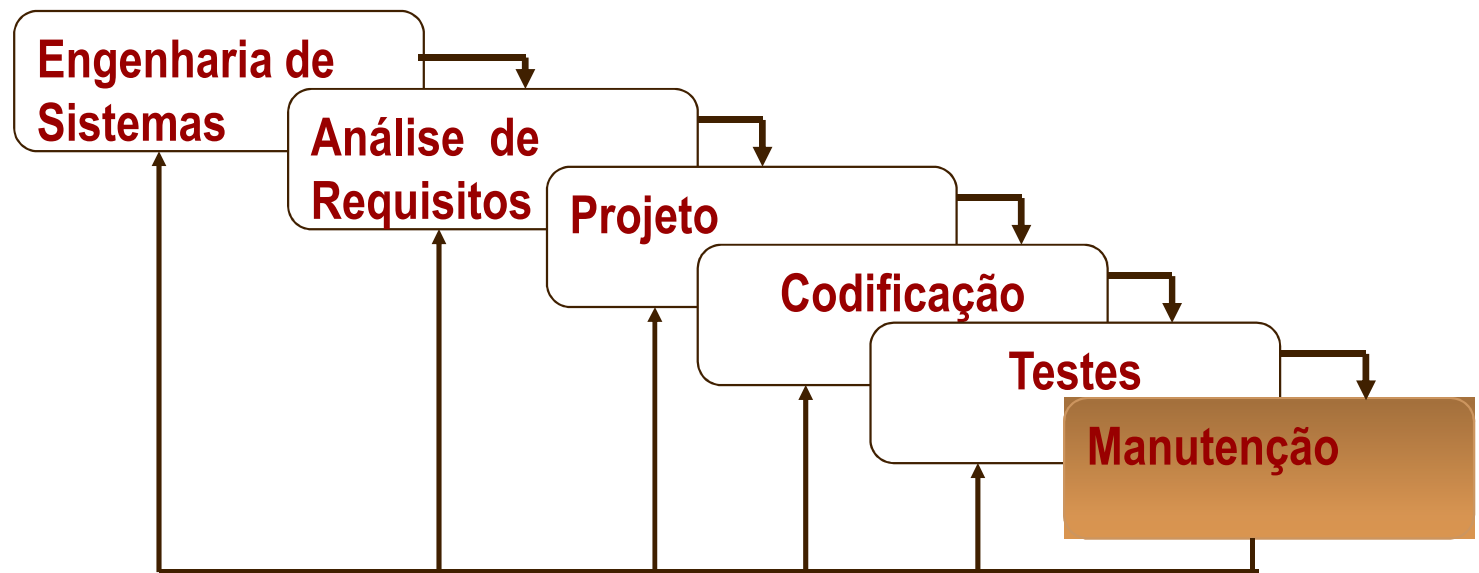 Engenharia de
Sistemas
Análise de
Requisitos
Projeto
Codificação
Testes
Manutenção